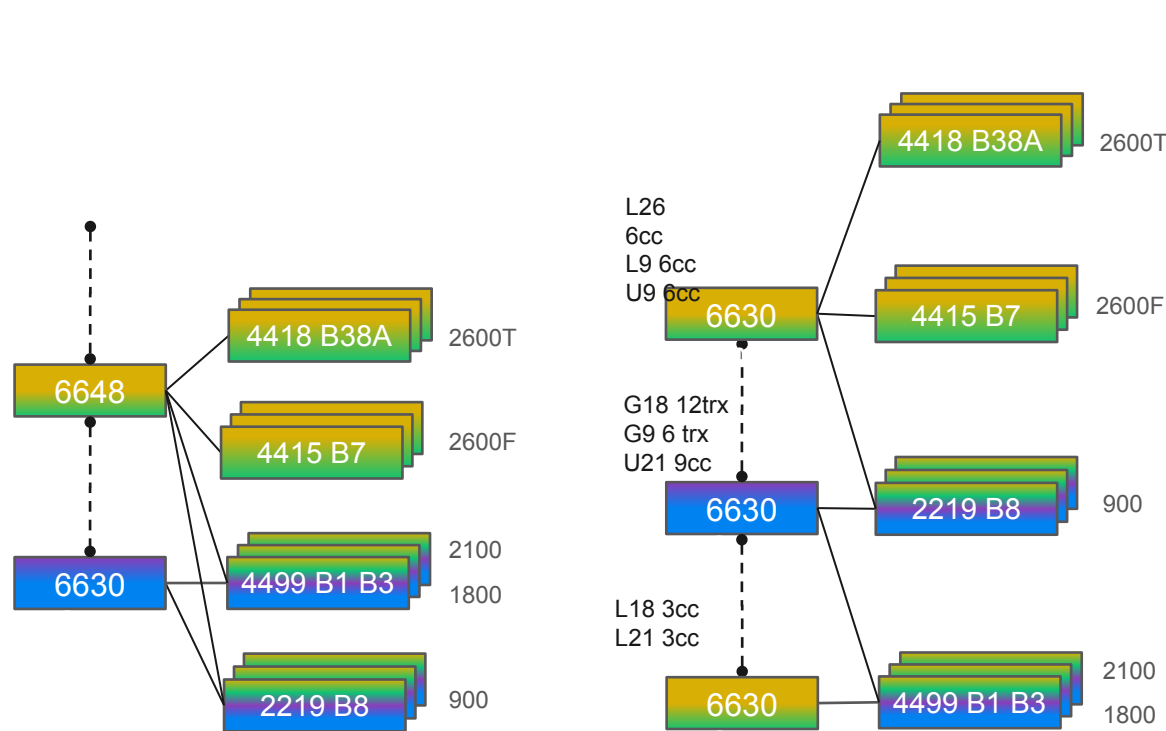 4418 B38A
2600T
6648
4415 B7
2600F
2100
6630
4499 B1 B3
1800
2219 B8
900
4418 B38A
2600T
L26
6cc
L9 6cc
U9 6cc
6630
4415 B7
2600F
G18 12trx
G9 6 trx
U21 9cc
6630
2219 B8
900
L18 3cc
L21 3cc
6630
4499 B1 B3
2100
1800